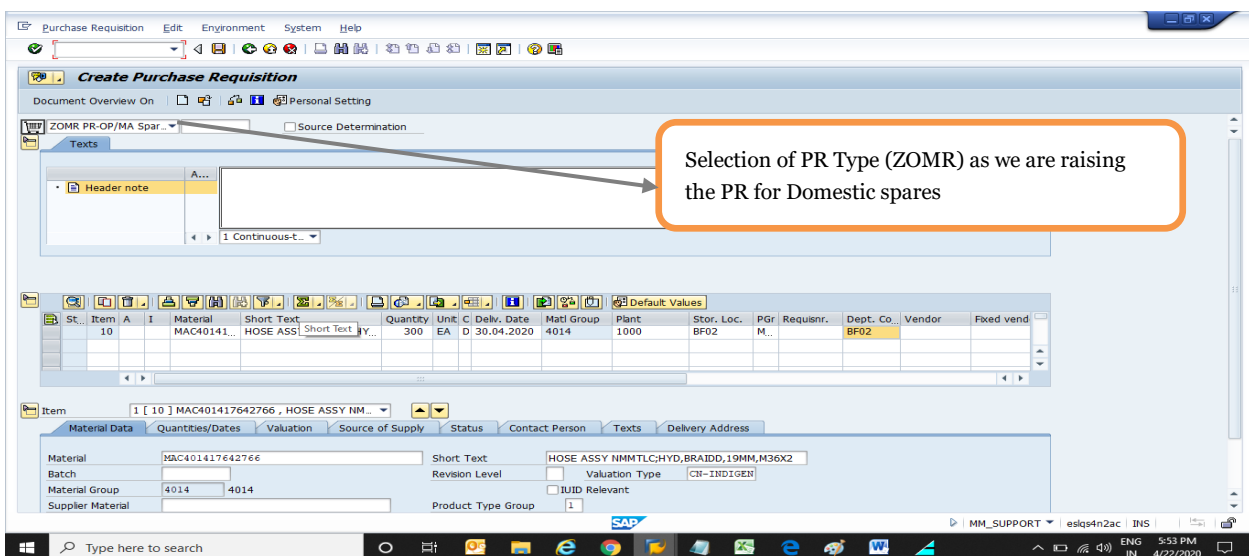 Purchase Requisition Edit Environment System Help
Create Purchase Requisition
Document Overview On Personal Setting
ZOMR PR-OP/MA Spar... Source Determination
Texts
Selection of PR Type (ZOMR) as we are raising
the PR for Domestic spares
A...
Header note
1 Continuous-t...
Default Values
St... Item A I Material Short Text Quantity Unit C Deliv. Date Matl Group Plant Stor. Loc. PGr Requisnr. Dept. Co... Vendor Fixed vend
10 MAC40141... HOSE ASS Short Text Y... 300 EA D 30.04.2020 4014 1000 BF02 M... BF02
Item 1 [ 10 ] MAC401417642766 , HOSE ASSY NM...
Material Data Quantities/Dates Valuation Source of Supply Status Contact Person Texts Delivery Address
Material MAC401417642766 Short Text HOSE ASSY NMMTLC;HYD,BRAIDD,19MM,M36X2
Batch Revision Level Valuation Type CN-INDIGEN
Material Group 4014 4014 IUID Relevant
Supplier Material Product Type Group 1
SAP MM_SUPPORT eslqs4n2ac INS
Type here to search ENG 5:53 PM
IN 4/22/2020